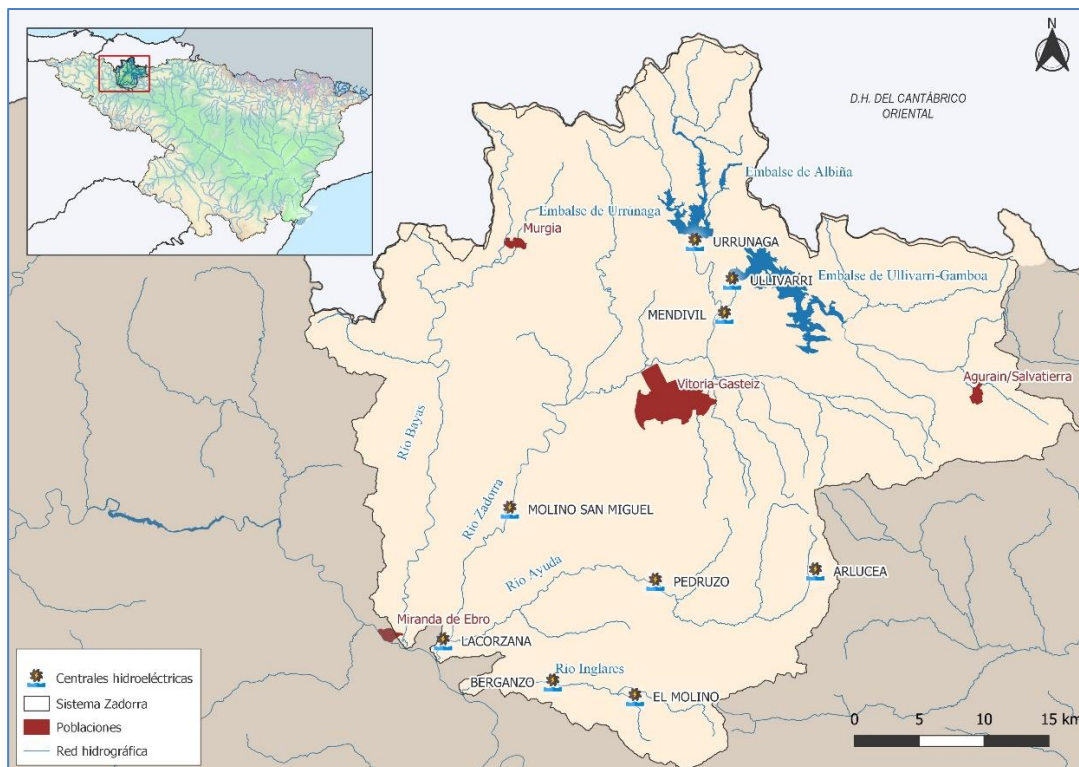 N
D.H. DEL CANTÁBRICO
ORIENTAL
Embalse de Albiña
Embalse de Urrúnaga
Murgia
URRUNAGA
Embalse de Ullivarri-Gamboa
ULLIVARRI
MENDIVIL
Agurain/Salvatierra
Vitoria-Gasteiz
Río Bayas
Río Zadorra
MOLINO SAN MIGUEL
Río Ayuda
PEDRUZO
ARLUCEA
Miranda de Ebro
LACORZANA
Río Inglares
BERGANZO
EL MOLINO
Centrales hidroeléctricas
Sistema Zadorra
Poblaciones
Red hidrográfica
0 5 10 15 km